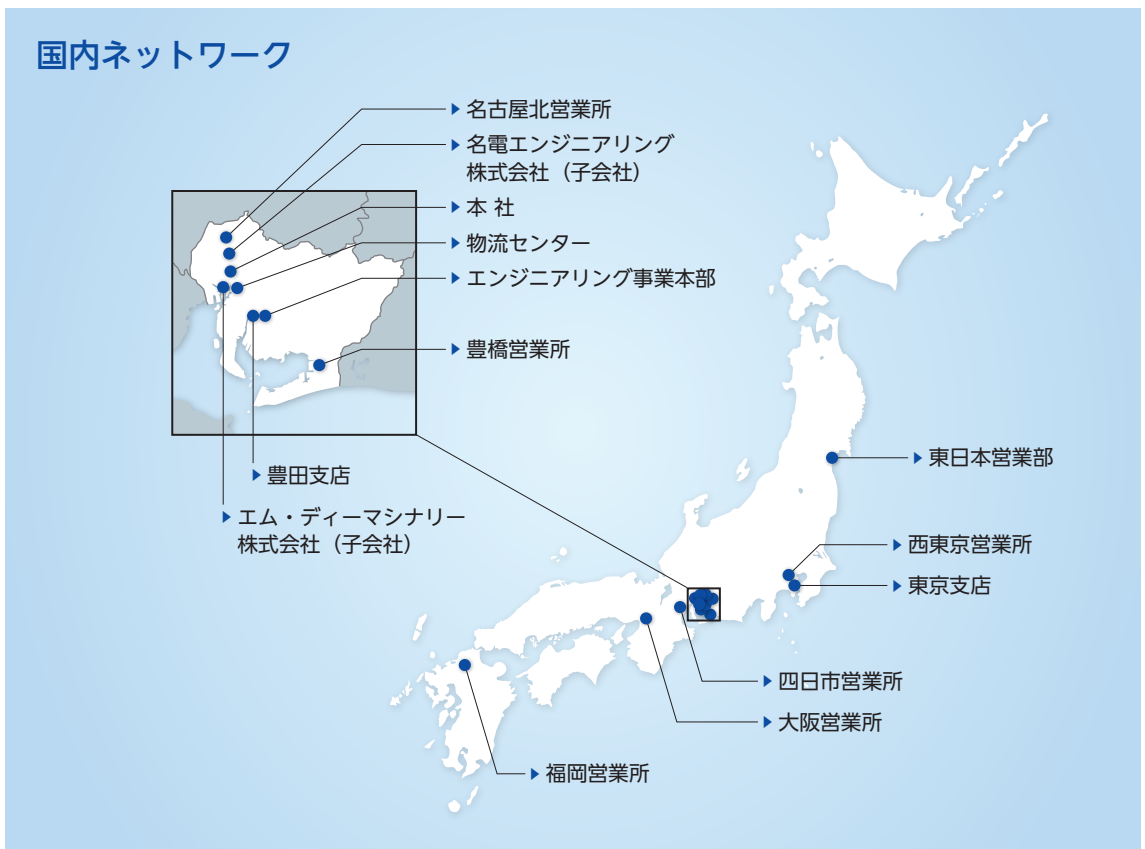 国内ネットワーク
名古屋北営業所
名電エンジニアリング
株式会社（子会社）
本 社
物流センター
エンジニアリング事業本部
豊橋営業所
豊田支店
エム・ディーマシナリー
株式会社（子会社）
東日本営業部
西東京営業所
東京支店
四日市営業所
大阪営業所
福岡営業所